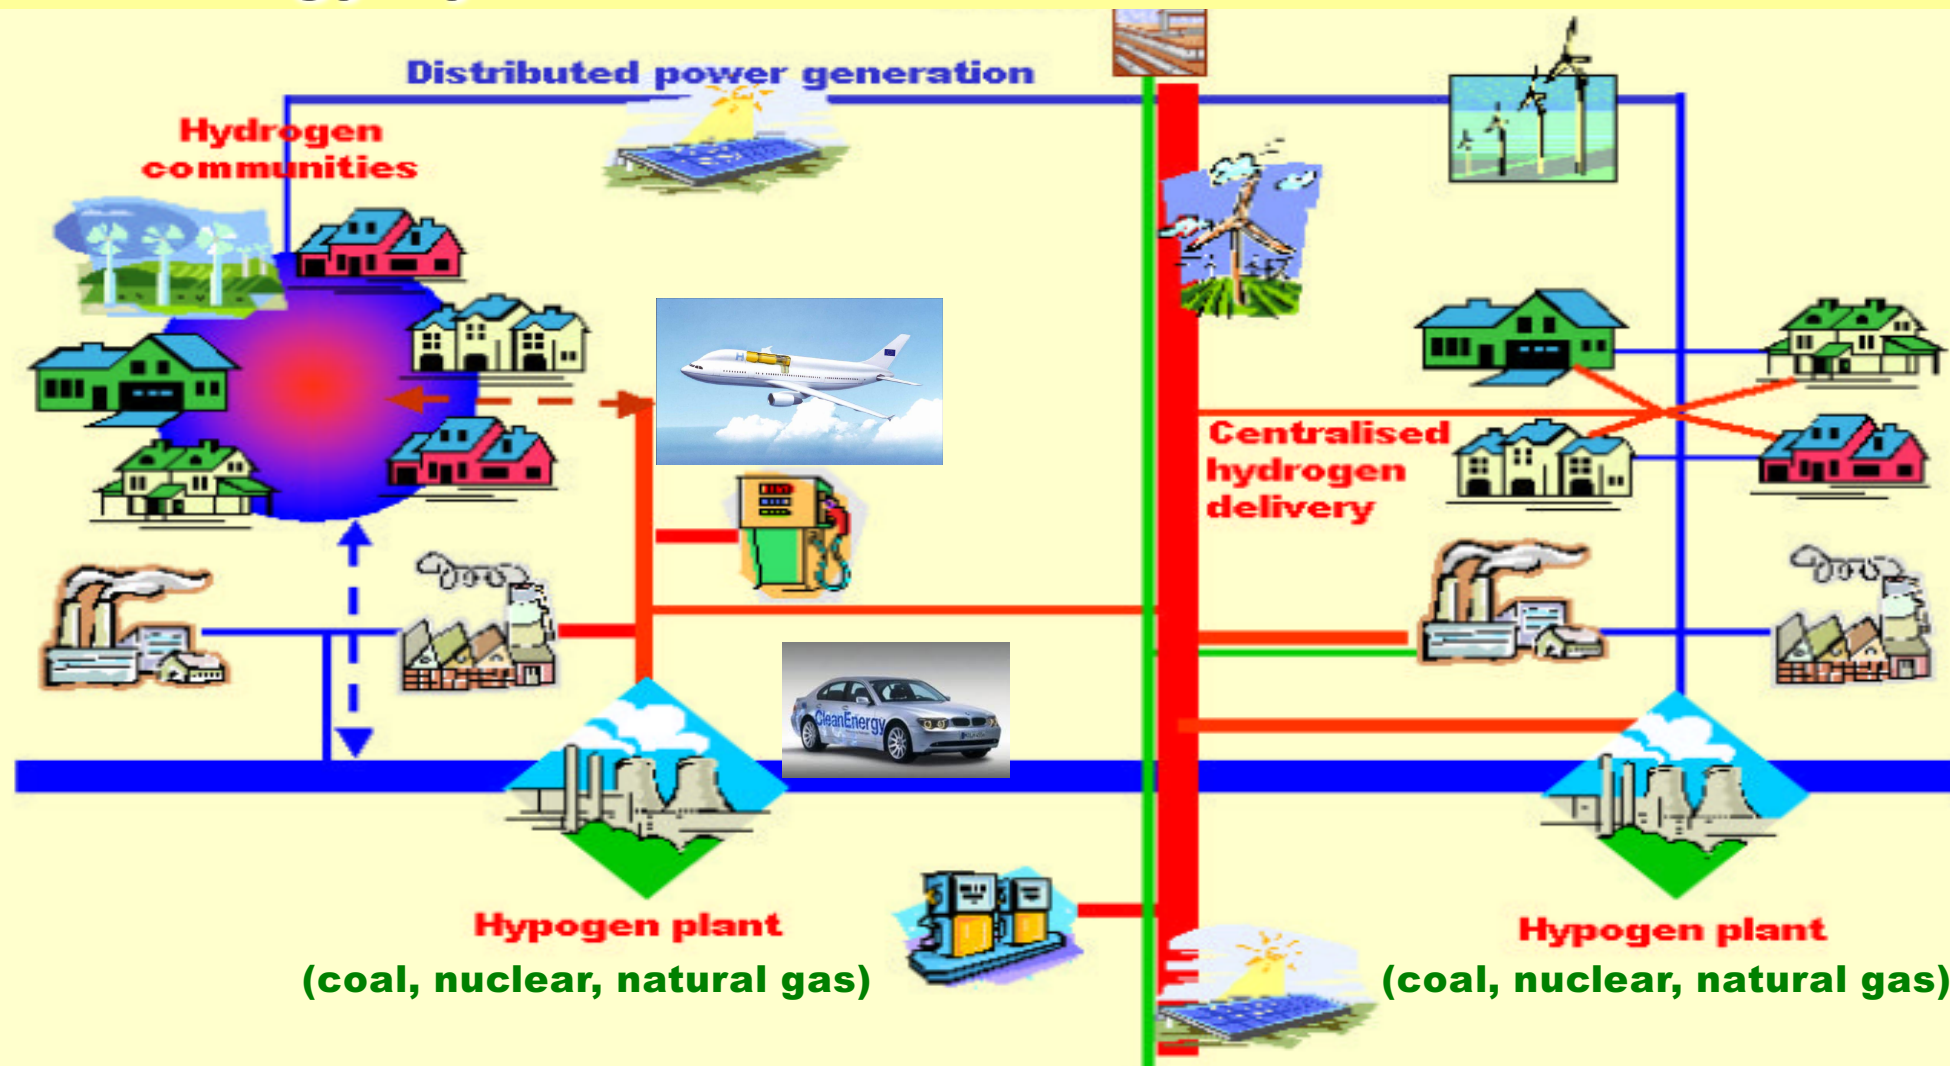 Distributed power generation
Hydrogen
communities
H
Centralised
hydrogen
delivery
CleanEnergy
Hypogen plant
(coal, nuclear, natural gas)
Hypogen plant
(coal, nuclear, natural gas)